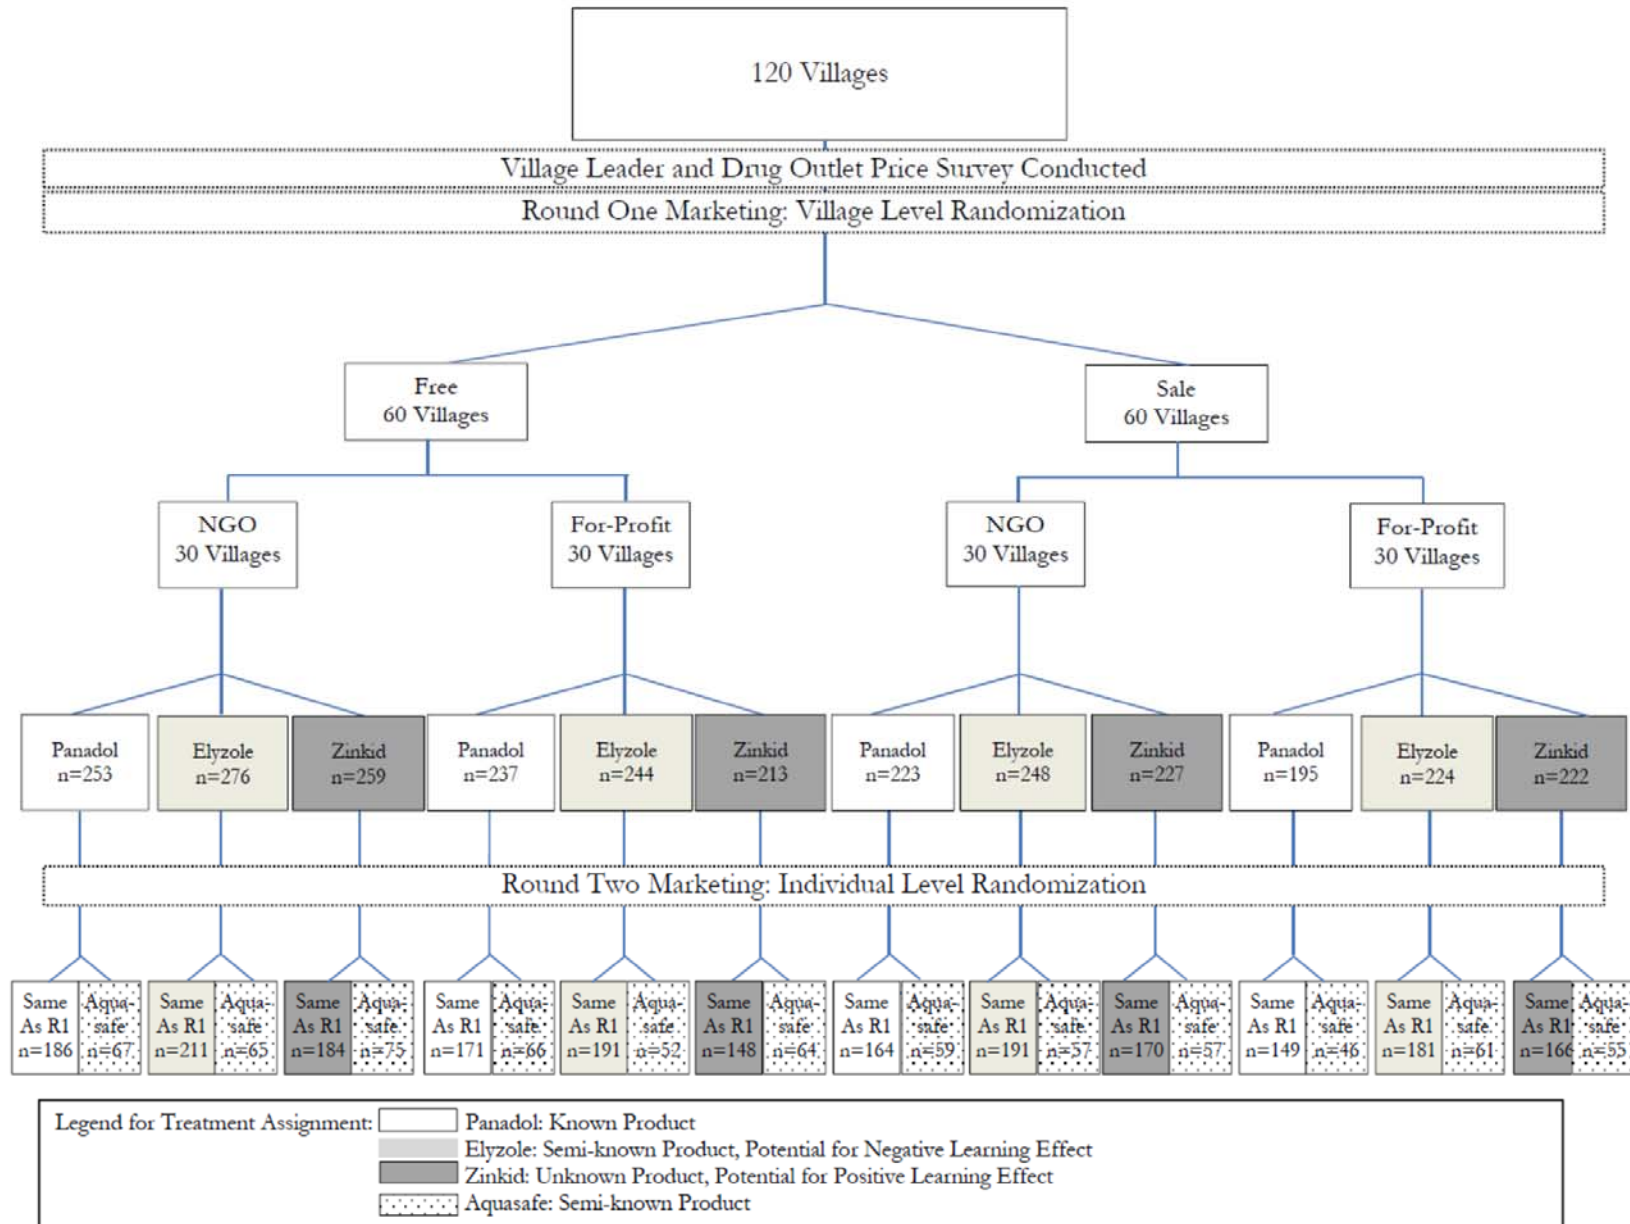 120 Villages
Village Leader and Drug Outlet Price Survey Conducted
Round One Marketing: Village Level Randomization
Free
60 Villages
Sale
60 Villages
NGO
30 Villages
For-Profit
30 Villages
NGO
30 Villages
For-Profit
30 Villages
Panadol
n=253
Elyzole
n=276
Zinkid
n=259
Panadol
n=237
Elyzole
n=244
Zinkid
n=213
Panadol
n=223
Elyzole
n=248
Zinkid
n=227
Panadol
n=195
Elyzole
n=224
Zinkid
n=222
Round Two Marketing: Individual Level Randomization
Same
As R1
n=186
Aqua-
safe
n=67
Same
As R1
n=211
Aqua-
safe
n=65
Same
As R1
n=184
Aqua-
safe
n=75
Same
As R1
n=171
Aqua-
safe
n=66
Same
As R1
n=191
Aqua-
safe
n=52
Same
As R1
n=148
Aqua-
safe
n=64
Same
As R1
n=164
Aqua-
safe
n=59
Same
As R1
n=191
Aqua-
safe
n=57
Same
As R1
n=170
Aqua-
safe
n=57
Same
As R1
n=149
Aqua-
safe
n=46
Same
As R1
n=181
Aqua-
safe
n=61
Same
As R1
n=166
Aqua-
safe
n=55
Legend for Treatment Assignment:
Panadol: Known Product
Elyzole: Semi-known Product, Potential for Negative Learning Effect
Zinkid: Unknown Product, Potential for Positive Learning Effect
Aquasafe: Semi-known Product